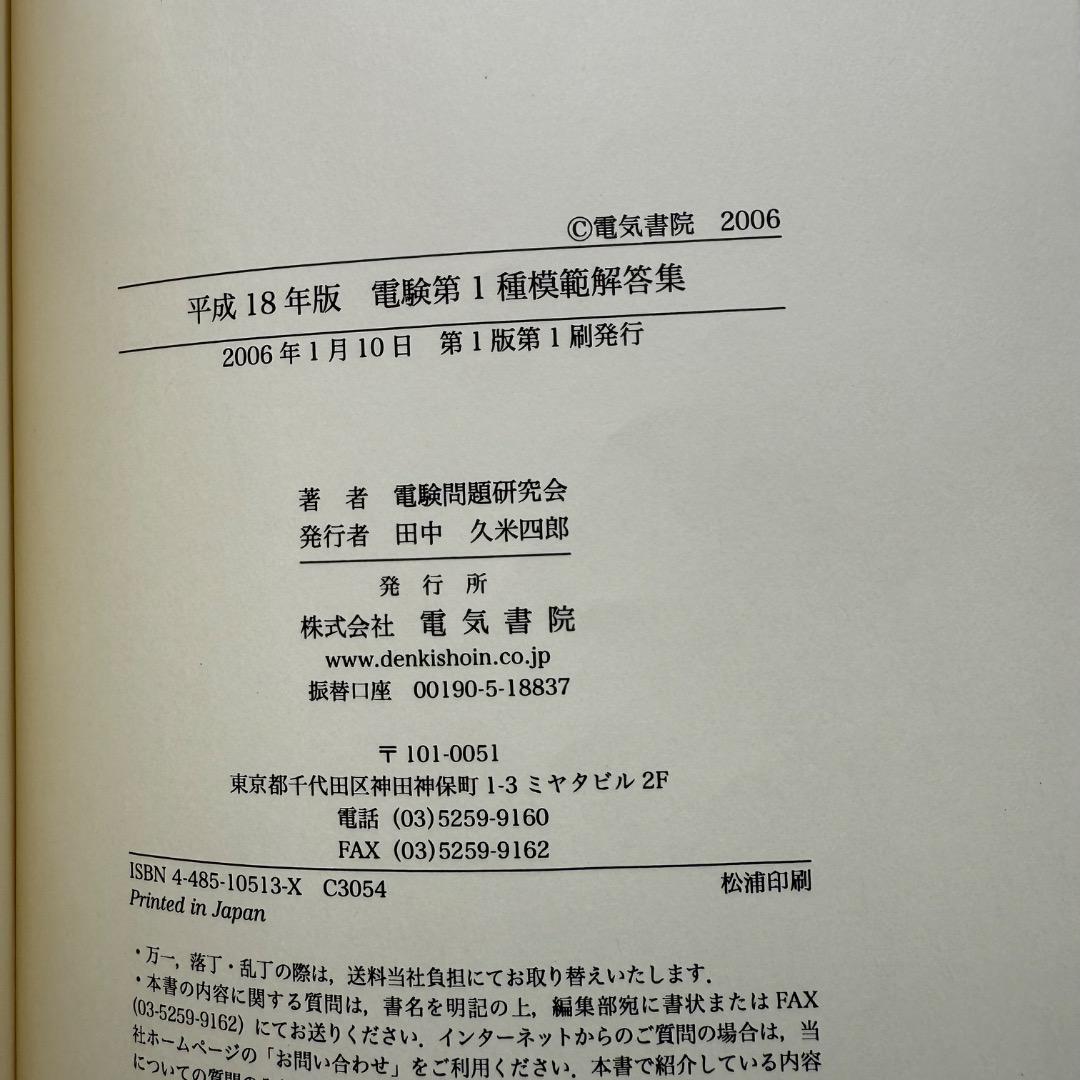 ©電気書院　2006
平成 18 年版　電験第 1 種模範解答集
2006 年 1 月 10 日　第 1 版第 1 刷発行
著　者　電験問題研究会
発行者　田中　久米四郎
発　行　所
株式会社　電 気 書 院
www.denkishoin.co.jp
振替口座　00190-5-18837
〒 101-0051
東京都千代田区神田神保町 1-3 ミヤタビル 2F
電話 (03)5259-9160
FAX (03)5259-9162
ISBN 4-485-10513-X　C3054　松浦印刷
Printed in Japan
・万一，落丁・乱丁の際は，送料当社負担にてお取り替えいたします．
・本書の内容に関する質問は，書名を明記の上，編集部宛に書状またはFAX
(03-5259-9162) にてお送りください．インターネットからのご質問の場合は，当
社ホームページの「お問い合わせ」をご利用ください．本書で紹介している内容
についての質問の